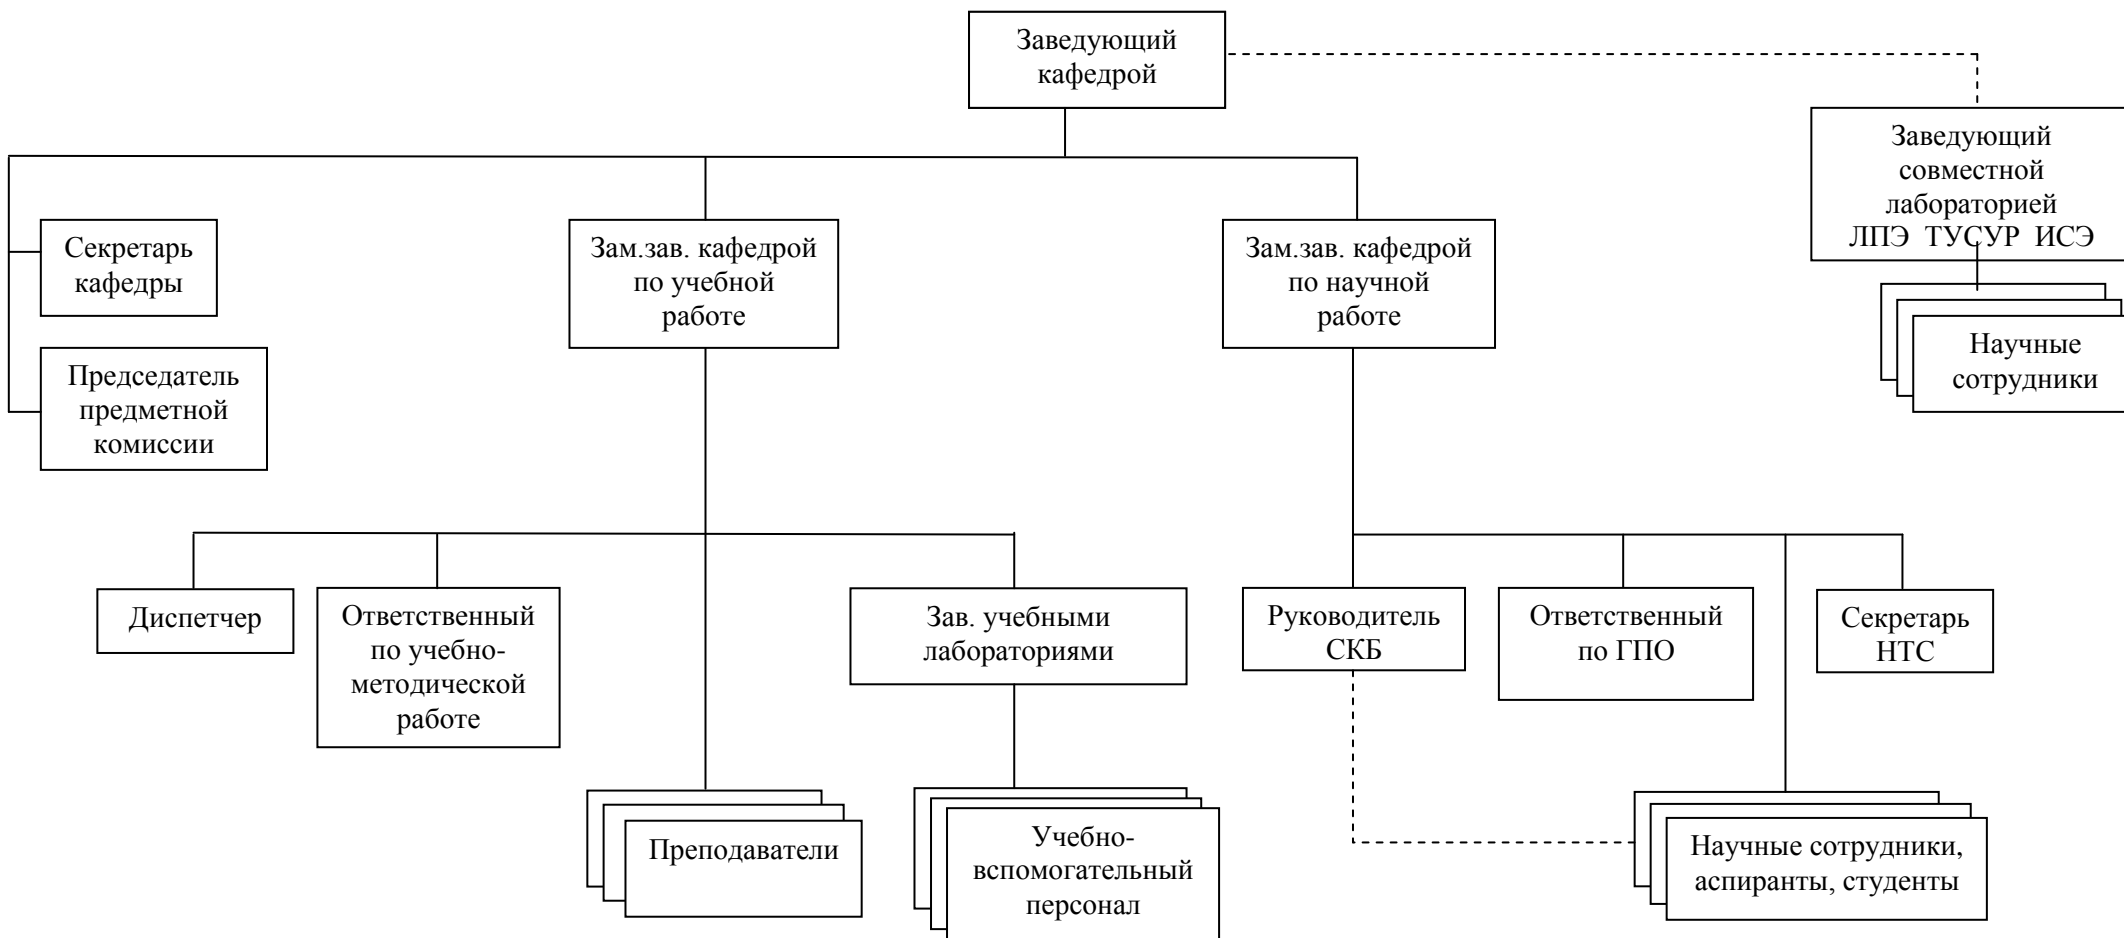 Заведующий
кафедрой
Заведующий
совместной
лабораторией
ЛПЭ ТУСУР ИСЭ
Секретарь
кафедры
Зам.зав. кафедрой
по учебной
работе
Зам.зав. кафедрой
по научной
работе
Научные
сотрудники
Председатель
предметной
комиссии
Диспетчер
Ответственный
по учебно-
методической
работе
Зав. учебными
лабораториями
Руководитель
СКБ
Ответственный
по ГПО
Секретарь
НТС
Преподаватели
Учебно-
вспомогательный
персонал
Научные сотрудники,
аспиранты, студенты